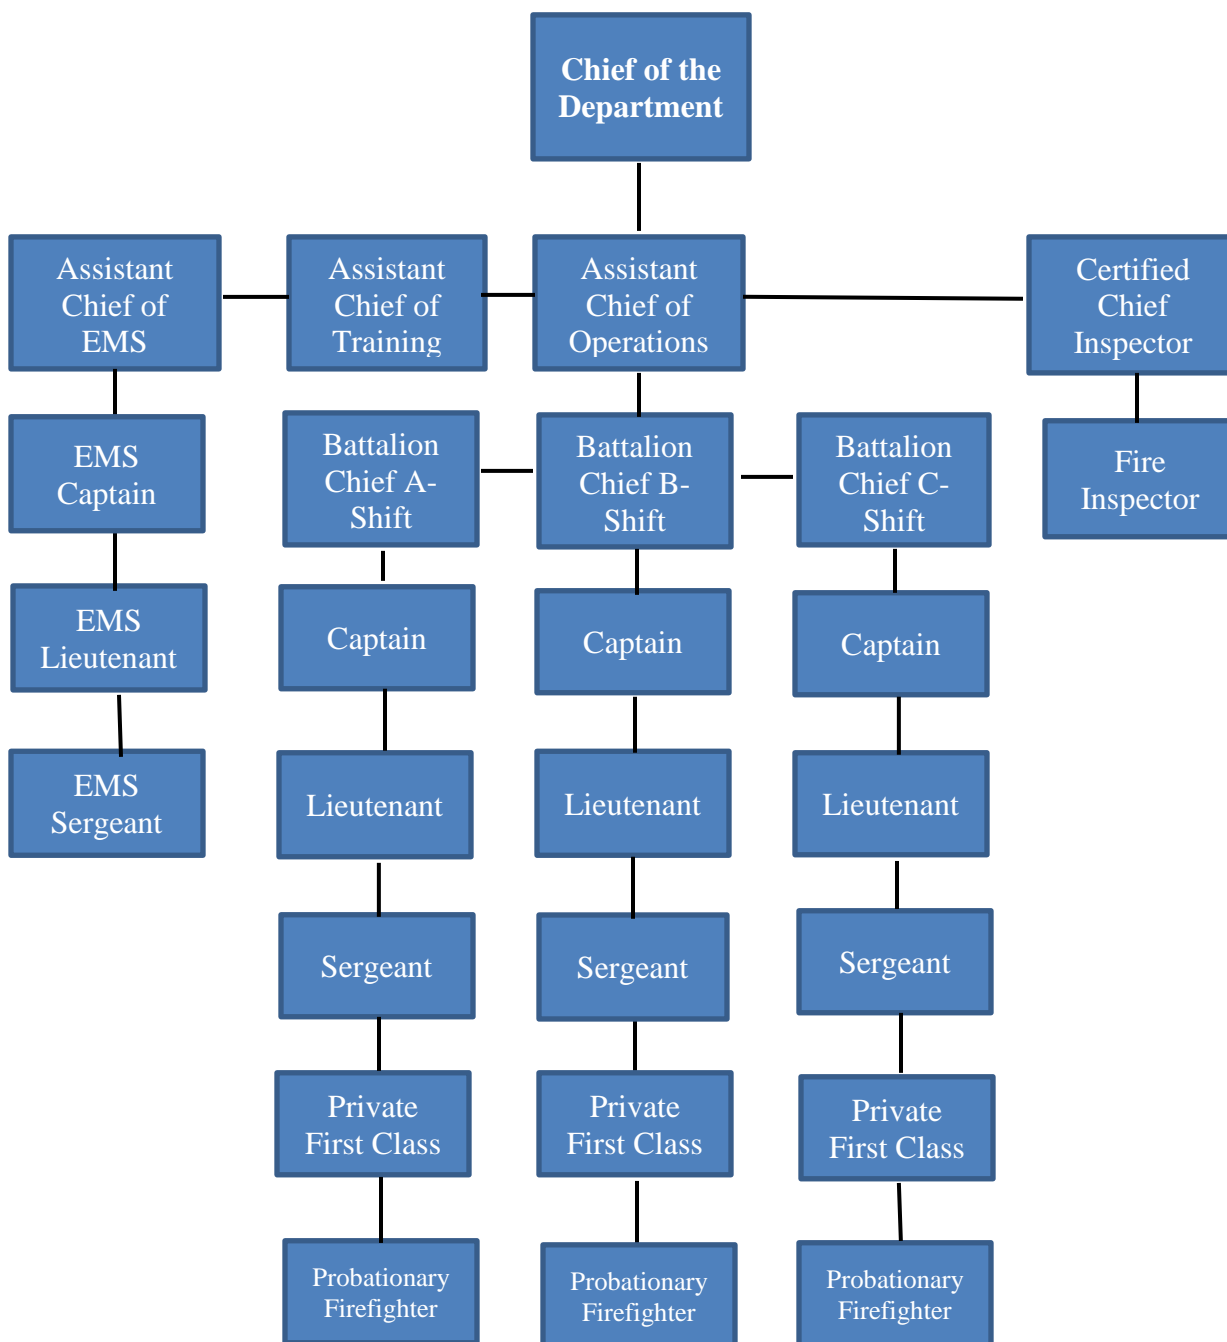 Chief of the
Department
Assistant
Chief of
EMS
Assistant
Chief of
Training
Assistant
Chief of
Operations
Certified
Chief
Inspector
EMS
Captain
Battalion
Chief A-
Shift
Battalion
Chief B-
Shift
Battalion
Chief C-
Shift
Fire
Inspector
EMS
Lieutenant
Captain
Captain
Captain
EMS
Sergeant
Lieutenant
Lieutenant
Lieutenant
Sergeant
Sergeant
Sergeant
Private
First Class
Private
First Class
Private
First Class
Probationary
Firefighter
Probationary
Firefighter
Probationary
Firefighter